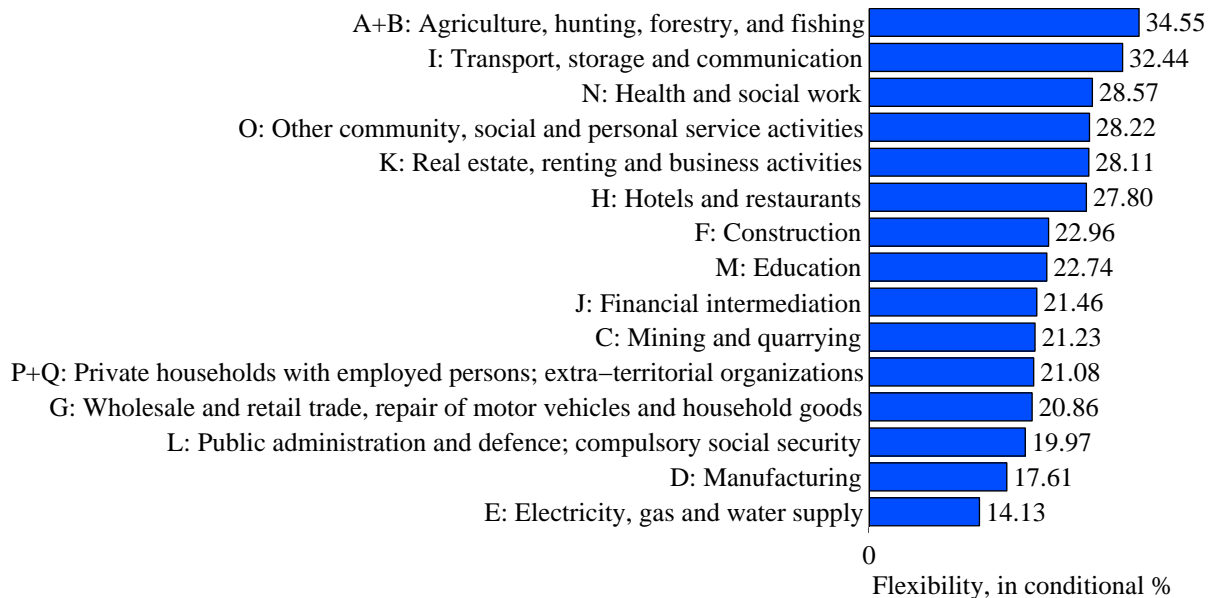 A+B: Agriculture, hunting, forestry, and fishing 34.55
I: Transport, storage and communication 32.44
N: Health and social work 28.57
O: Other community, social and personal service activities 28.22
K: Real estate, renting and business activities 28.11
H: Hotels and restaurants 27.80
F: Construction 22.96
M: Education 22.74
J: Financial intermediation 21.46
C: Mining and quarrying 21.23
P+Q: Private households with employed persons; extra−territorial organizations 21.08
G: Wholesale and retail trade, repair of motor vehicles and household goods 20.86
L: Public administration and defence; compulsory social security 19.97
D: Manufacturing 17.61
E: Electricity, gas and water supply 14.13
0
Flexibility, in conditional %